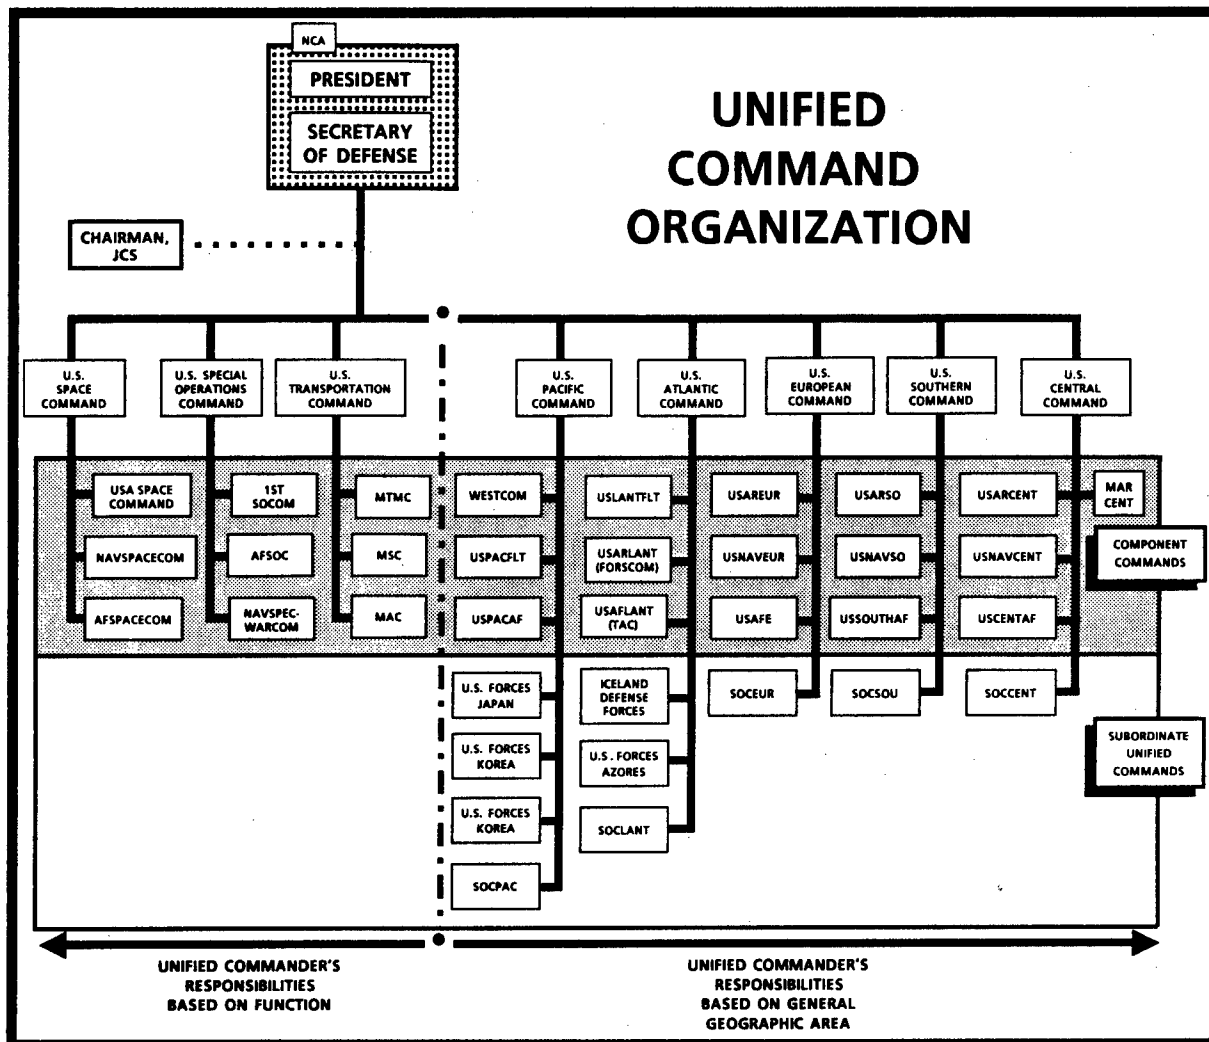 NCA
PRESIDENT
SECRETARY
OF DEFENSE
UNIFIED
COMMAND
ORGANIZATION
CHAIRMAN,
JCS
U.S.
SPACE
COMMAND
U.S. SPECIAL
OPERATIONS
COMMAND
U.S.
TRANSPORTATION
COMMAND
U.S.
PACIFIC
COMMAND
U.S.
ATLANTIC
COMMAND
U.S.
EUROPEAN
COMMAND
U.S.
SOUTHERN
COMMAND
U.S.
CENTRAL
COMMAND
USA SPACE
COMMAND
NAVSPACECOM
AFSPACECOM
1ST
SOCOM
AFSOC
NAVSPEC-
WARCOM
MTMC
MSC
MAC
WESTCOM
USPACFLT
USPACAF
USLANTFLT
USARLANT
(FORSCOM)
USAFLANT
(TAC)
USAREUR
USNAVEUR
USAFE
USARSO
USNAVSO
USSOUTHAF
USARCENT
USNAVCENT
USCENTAF
MAR
CENT
COMPONENT
COMMANDS
U.S. FORCES
JAPAN
U.S. FORCES
KOREA
U.S. FORCES
KOREA
SOCPAC
ICELAND
DEFENSE
FORCES
U.S. FORCES
AZORES
SOCLANT
SOCEUR
SOCSOU
SOCCENT
SUBORDINATE
UNIFIED
COMMANDS
UNIFIED COMMANDER'S
RESPONSIBILITIES
BASED ON FUNCTION
UNIFIED COMMANDER'S
RESPONSIBILITIES
BASED ON GENERAL
GEOGRAPHIC AREA